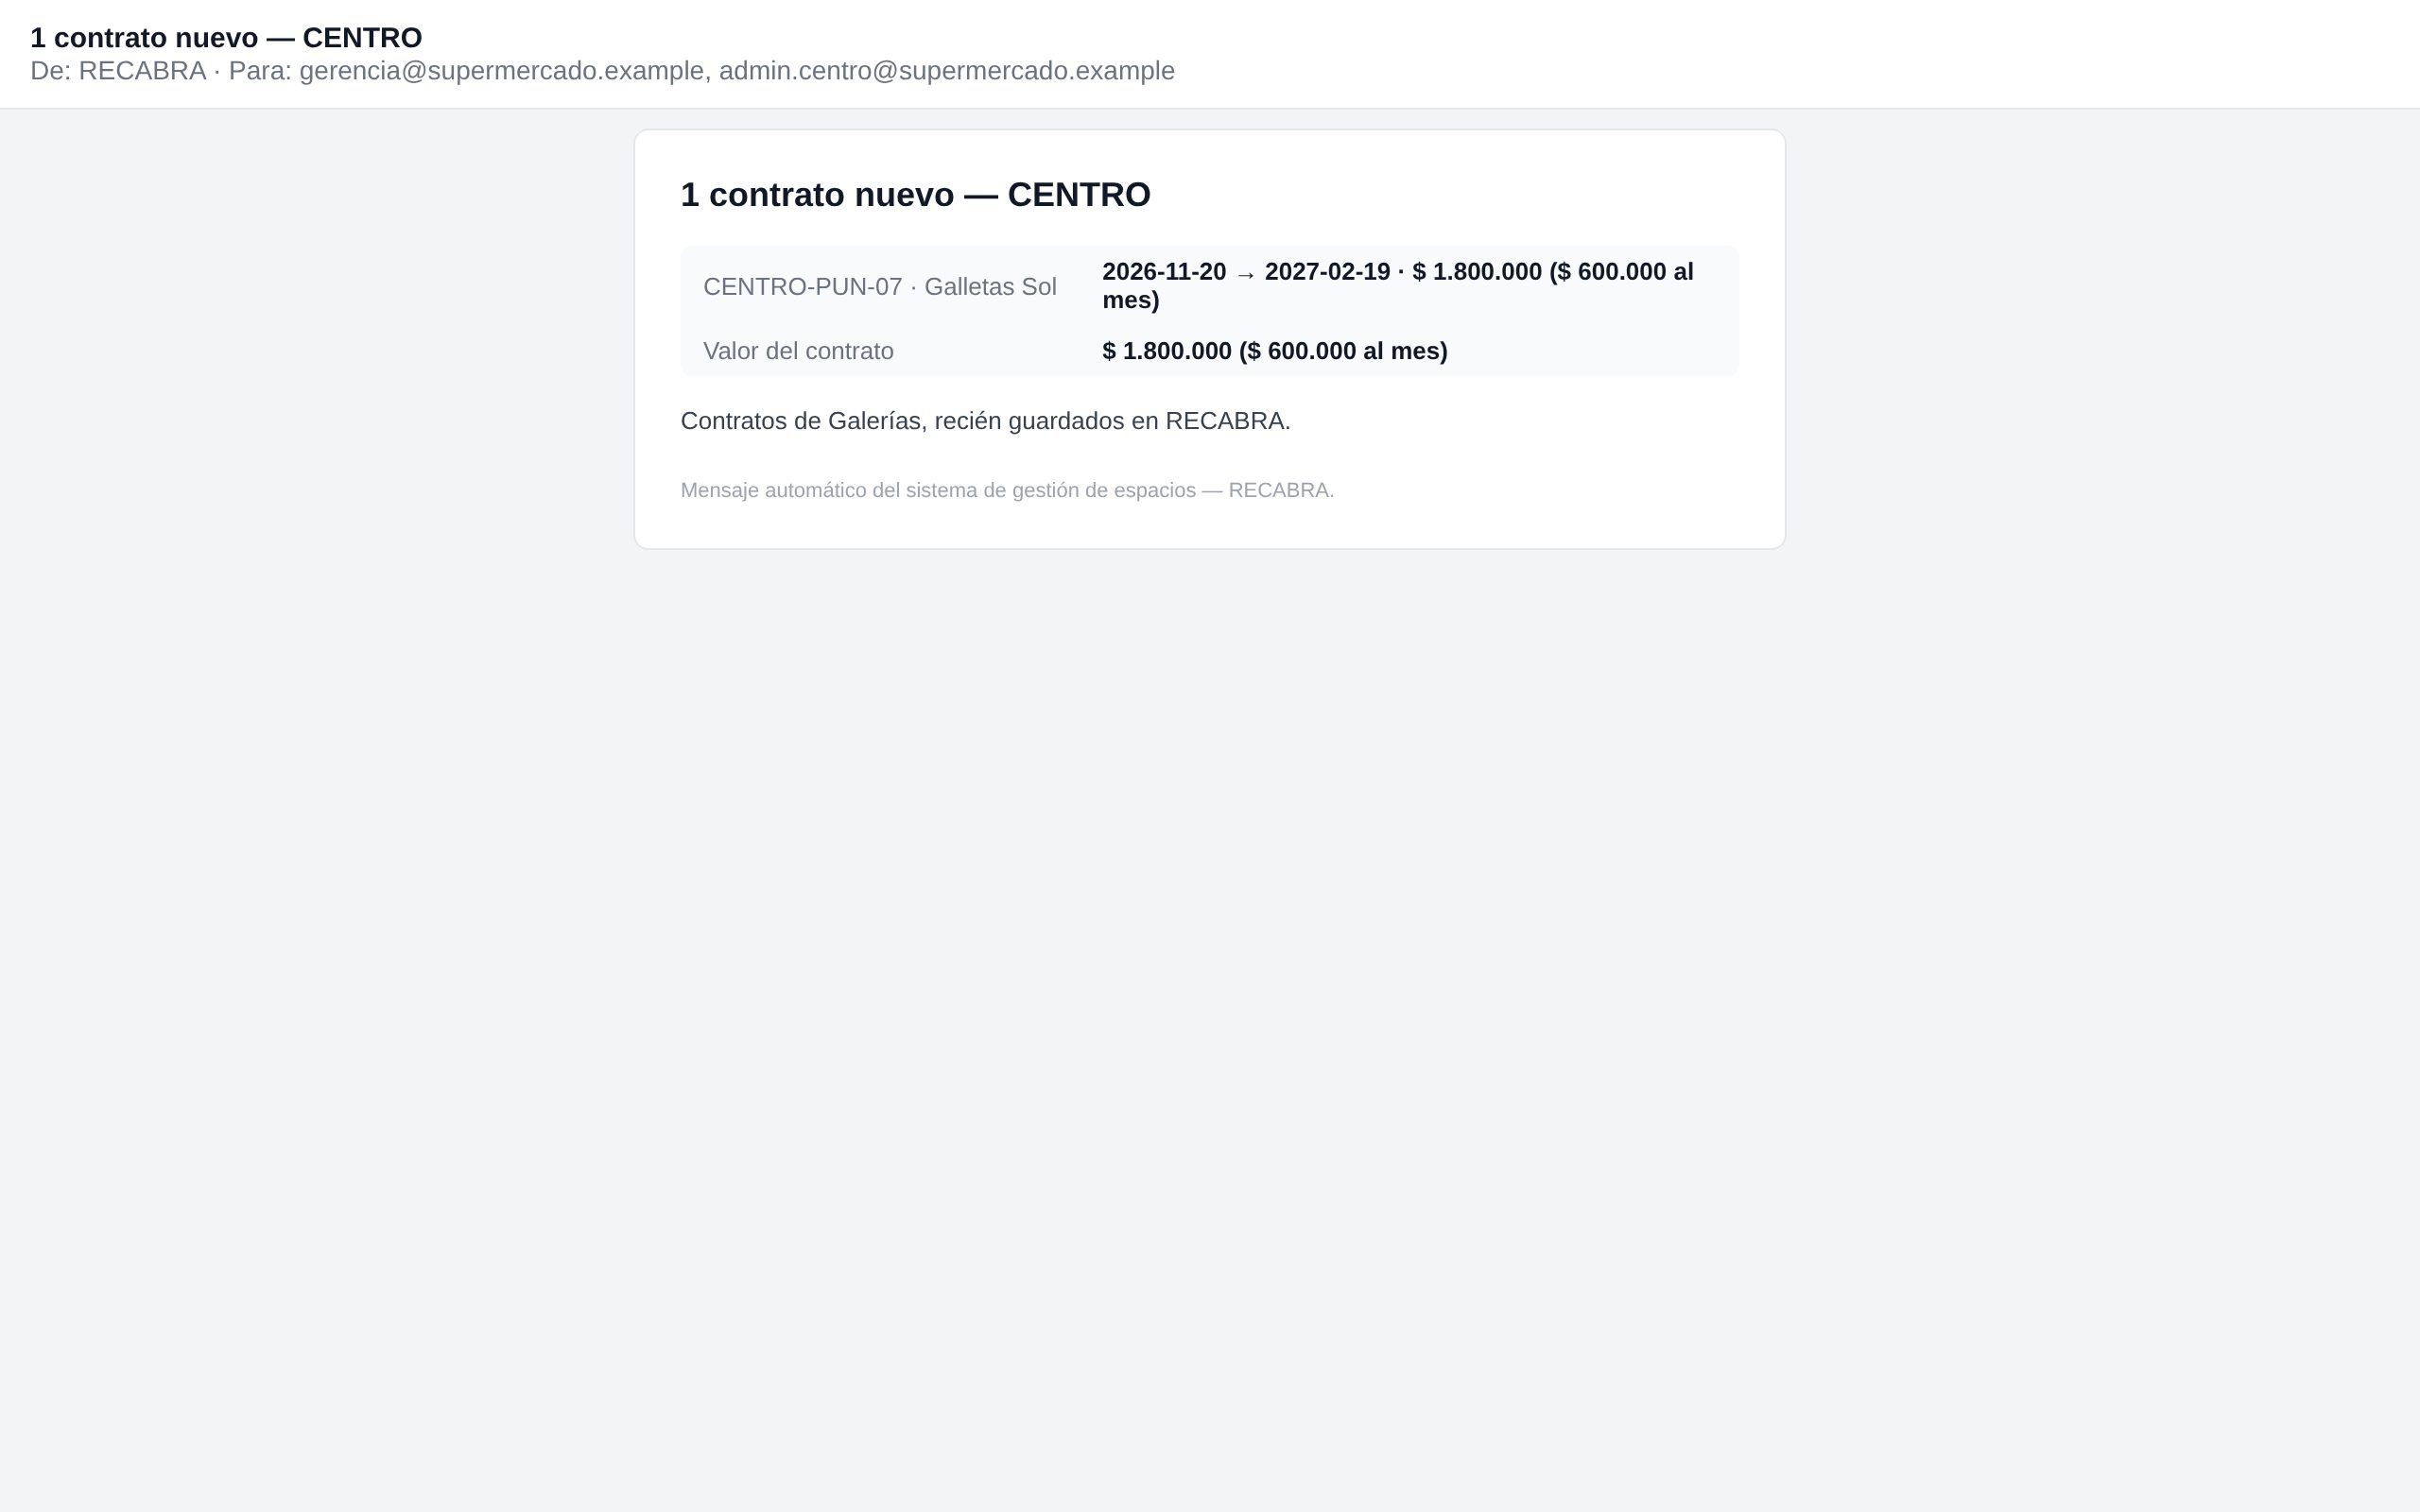 1 contrato nuevo — CENTRO
De: RECABRA · Para: gerencia@supermercado.example, admin.centro@supermercado.example
1 contrato nuevo — CENTRO
CENTRO-PUN-07 · Galletas Sol
2026-11-20 → 2027-02-19 · $ 1.800.000 ($ 600.000 al
mes)
Valor del contrato
$ 1.800.000 ($ 600.000 al mes)
Contratos de Galerías, recién guardados en RECABRA.
Mensaje automático del sistema de gestión de espacios — RECABRA.